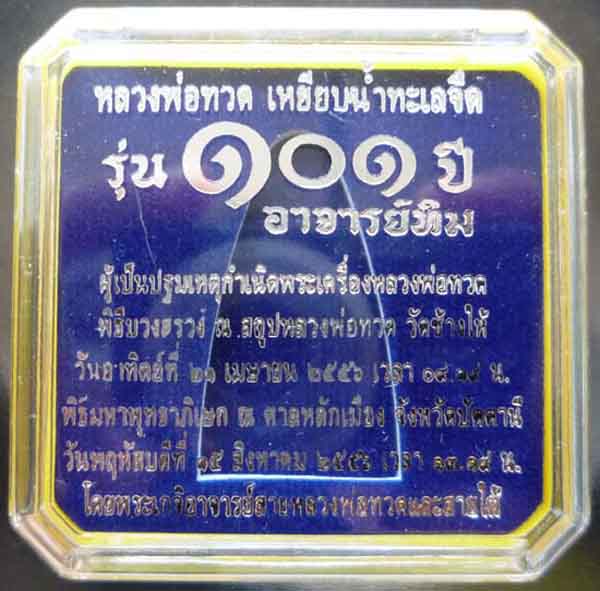 หลวงพ่อทวด เหยียบน้ำทะเลจืด
รุ่น ๑๐๑ ปี
อาจารย์ทิม
ผู้เป็นปฐมเหตุกำเนิดพระเครื่องหลวงพ่อทวด
พิธีบวงสรวง ณ สถูปหลวงพ่อทวด วัดช้างให้
วันอาทิตย์ที่ ๒๑ เมษายน ๒๕๕๖ เวลา ๐๙.๑๙ น.
พิธีมหาพุทธาภิเษก ณ ศาลหลักเมือง จังหวัดปัตตานี
วันพฤหัสบดีที่ ๑๕ สิงหาคม ๒๕๕๖ เวลา ๑๓.๑๙ น.
โดยพระเกจิอาจารย์สายหลวงพ่อทวดและสายใต้